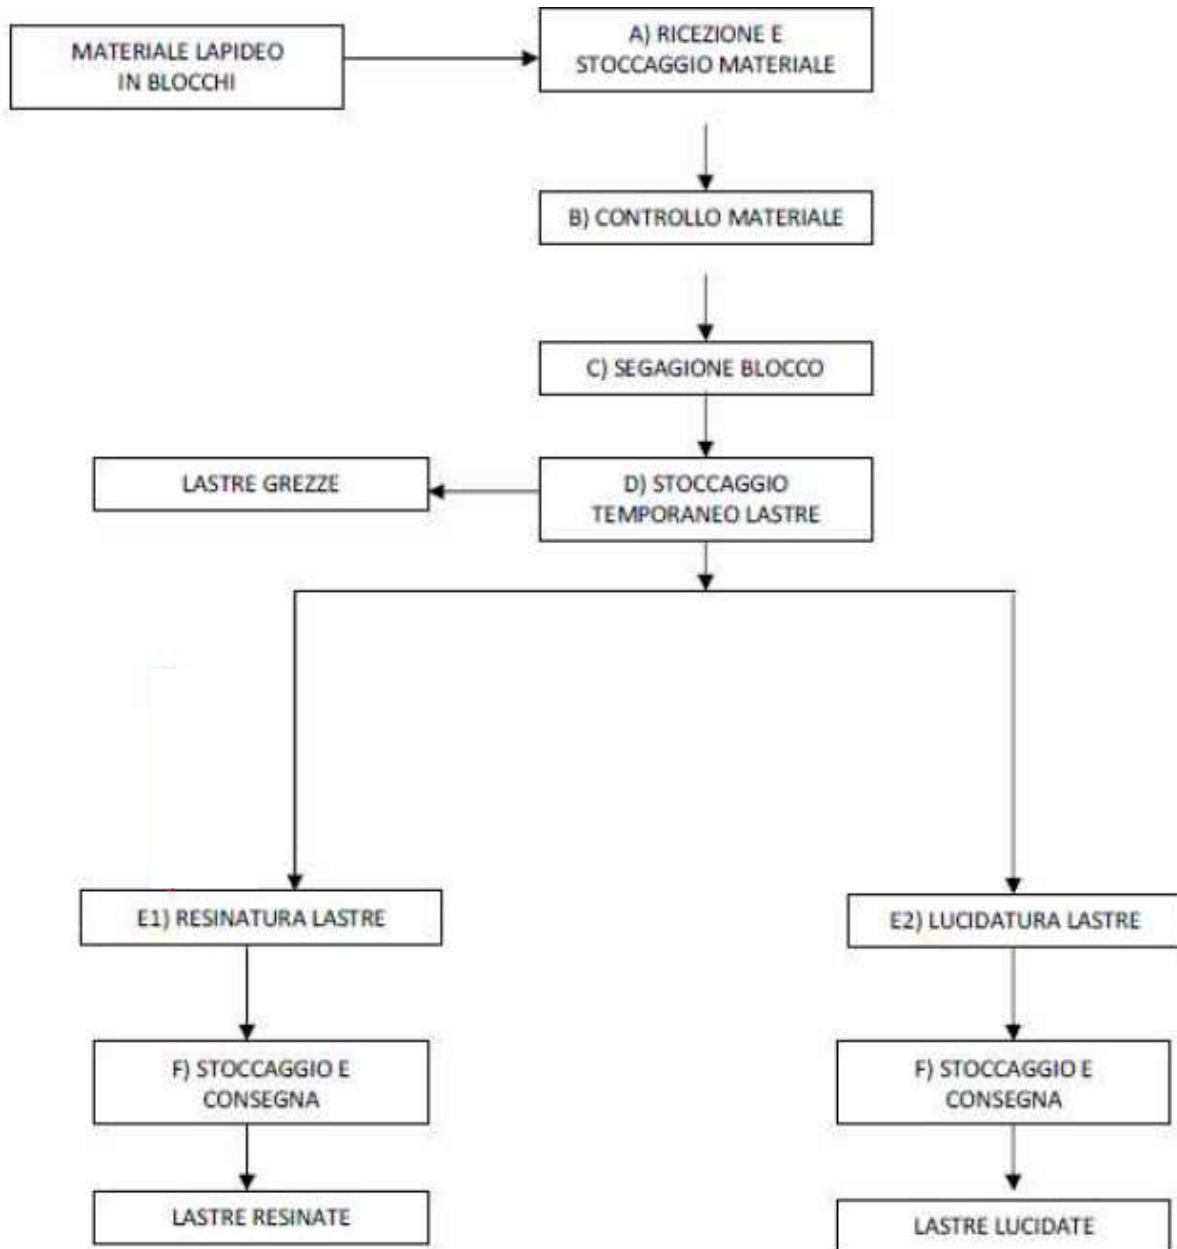 MATERIALE LAPIDEO
IN BLOCCHI
A) RICEZIONE E
STOCCAGGIO MATERIALE
B) CONTROLLO MATERIALE
C) SEGAGIONE BLOCCO
LASTRE GREZZE
D) STOCCAGGIO
TEMPORANEO LASTRE
E1) RESINATURA LASTRE
E2) LUCIDATURA LASTRE
F) STOCCAGGIO E
CONSEGNA
F) STOCCAGGIO E
CONSEGNA
LASTRE RESINATE
LASTRE LUCIDATE